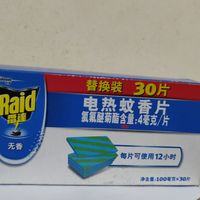 替换装 30片
Raid
雷达
无香
电热蚊香片
氯氟醚菊酯含量:4毫克/片
每片可使用12小时
净含量:100毫克×30片